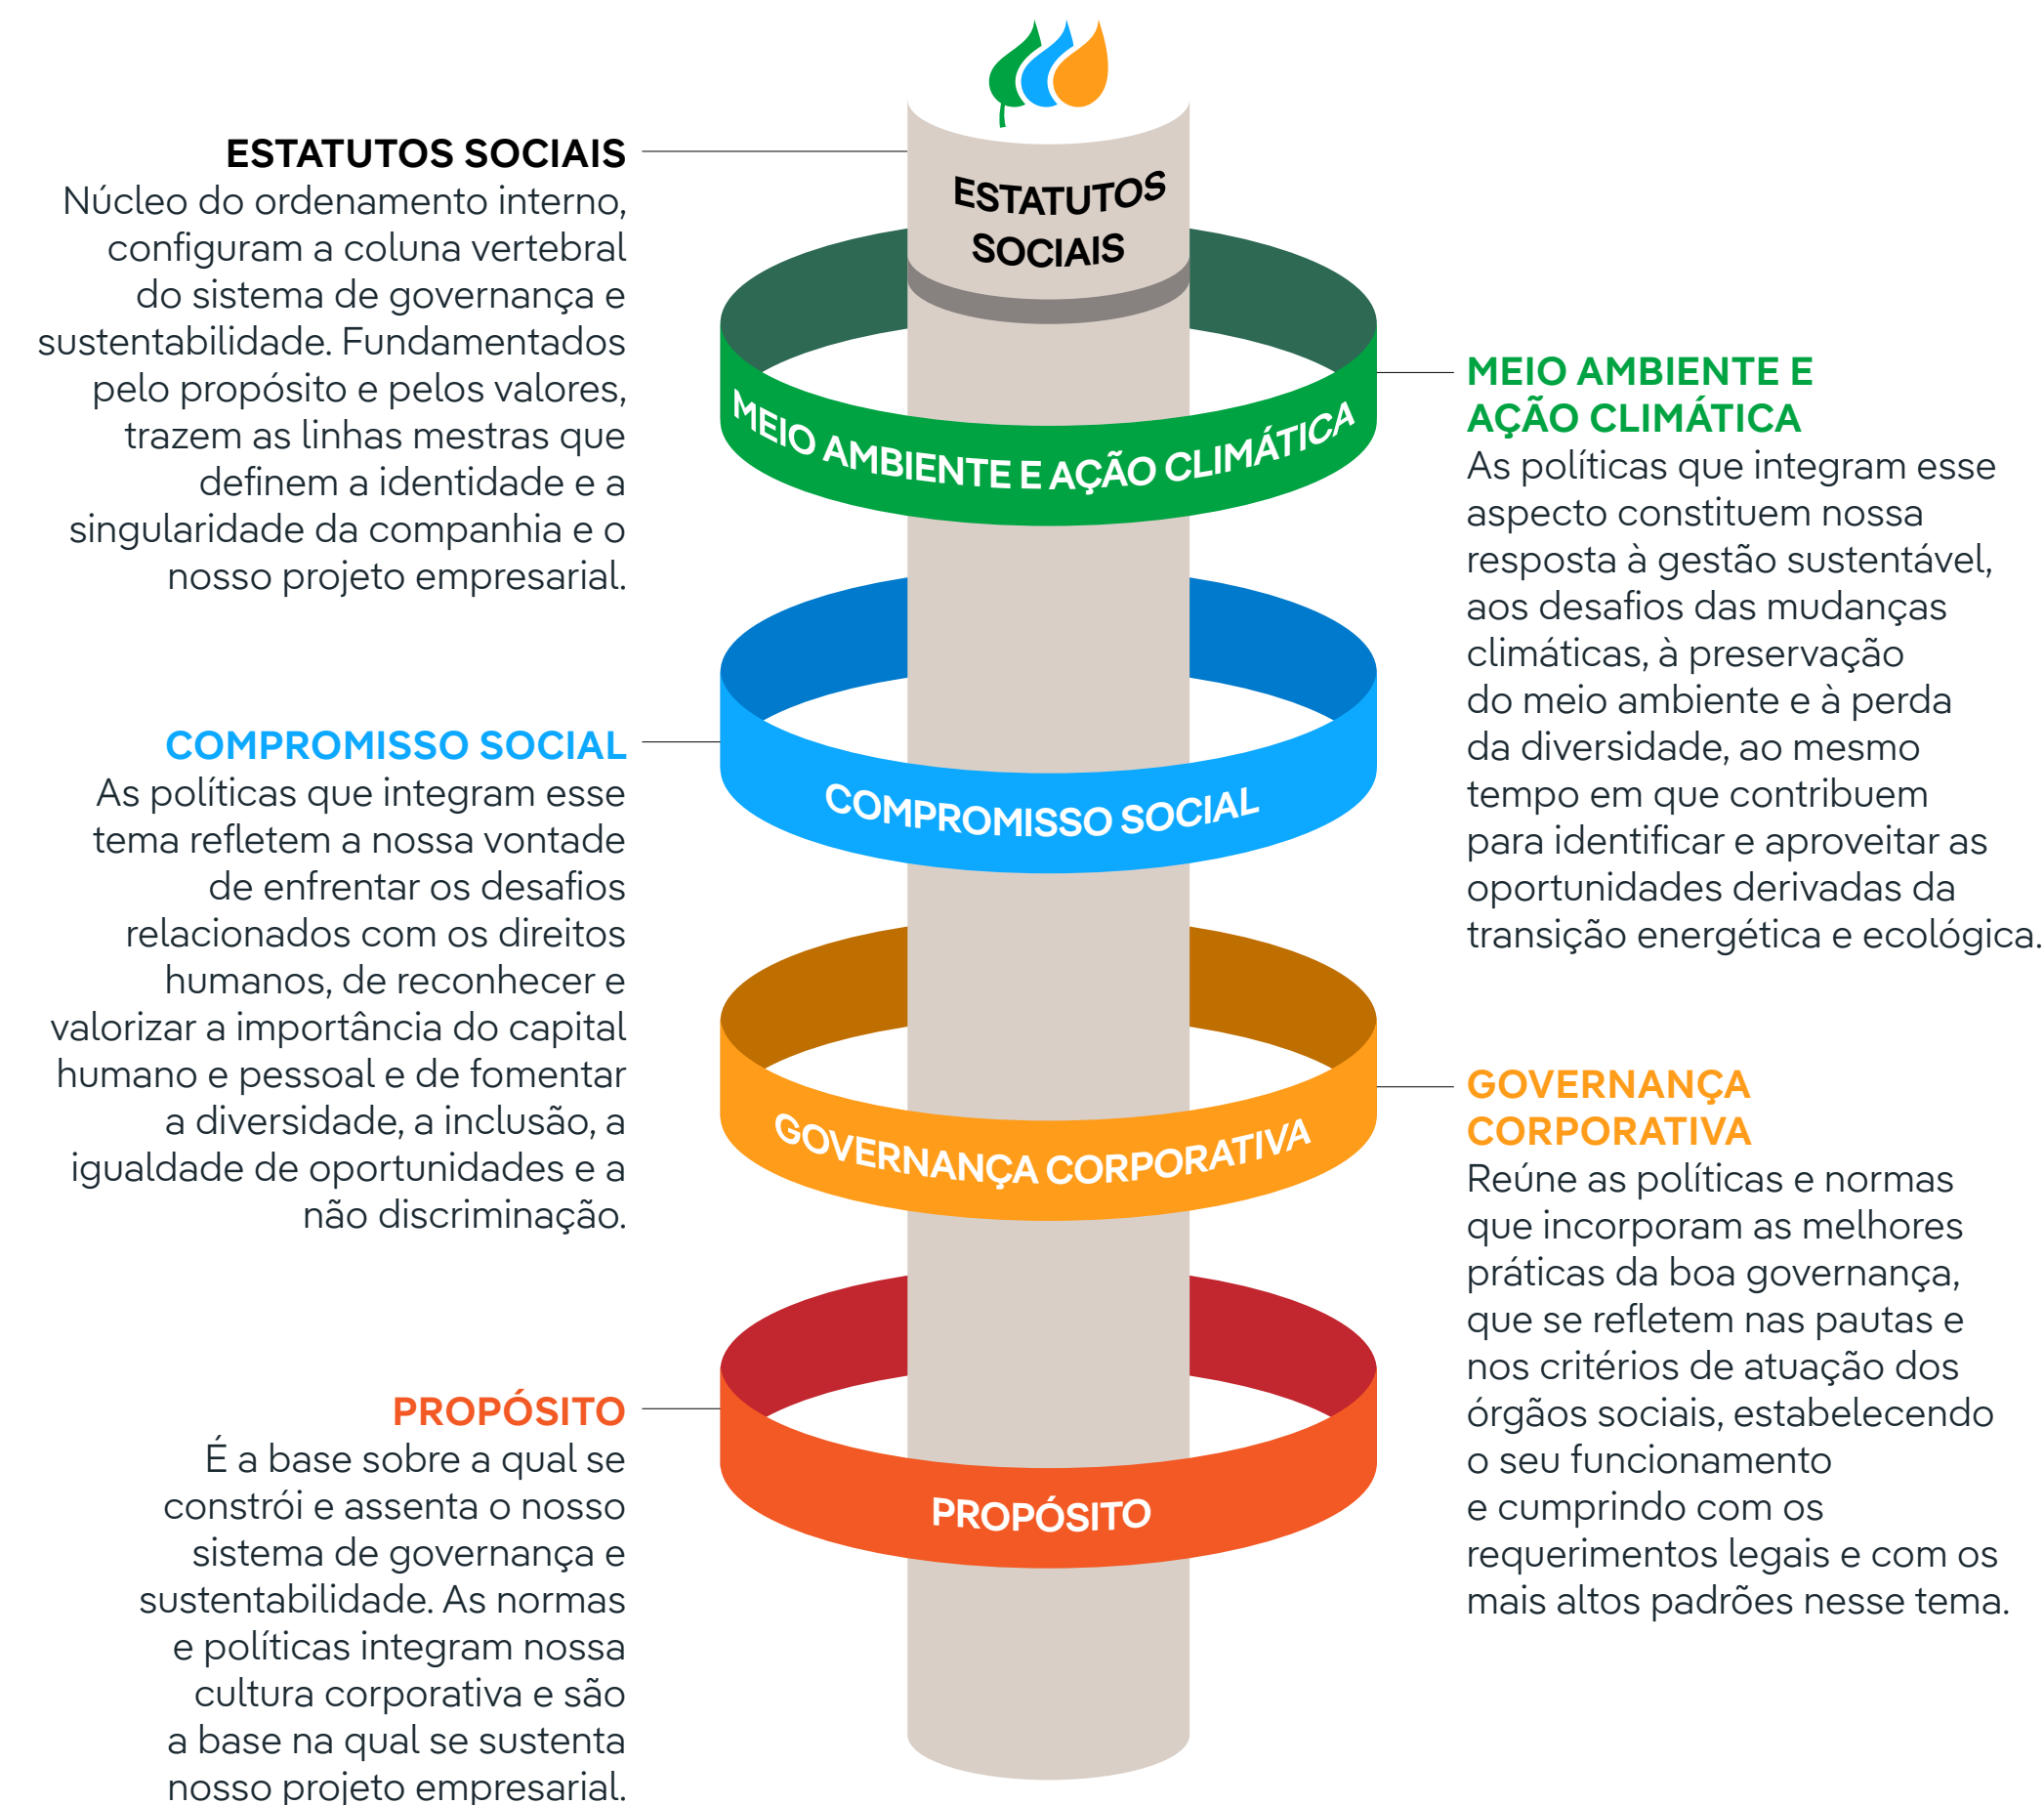 ESTATUTOS SOCIAIS
Núcleo do ordenamento interno,
configuram a coluna vertebral
do sistema de governança e
sustentabilidade. Fundamentados
pelo propósito e pelos valores,
trazem as linhas mestras que
definem a identidade e a
singularidade da companhia e o
nosso projeto empresarial.
COMPROMISSO SOCIAL
As políticas que integram esse
tema refletem a nossa vontade
de enfrentar os desafios
relacionados com os direitos
humanos, de reconhecer e
valorizar a importância do capital
humano e pessoal e de fomentar
a diversidade, a inclusão, a
igualdade de oportunidades e a
não discriminação.
PROPÓSITO
É a base sobre a qual se
constrói e assenta o nosso
sistema de governança e
sustentabilidade. As normas
e políticas integram nossa
cultura corporativa e são
a base na qual se sustenta
nosso projeto empresarial.
ESTATUTOS
SOCIAIS
MEIO AMBIENTE E AÇÃO CLIMÁTICA
COMPROMISSO SOCIAL
GOVERNANÇA CORPORATIVA
PROPÓSITO
MEIO AMBIENTE E
AÇÃO CLIMÁTICA
As políticas que integram esse
aspecto constituem nossa
resposta à gestão sustentável,
aos desafios das mudanças
climáticas, à preservação
do meio ambiente e à perda
da diversidade, ao mesmo
tempo em que contribuem
para identificar e aproveitar as
oportunidades derivadas da
transição energética e ecológica.
GOVERNANÇA
CORPORATIVA
Reúne as políticas e normas
que incorporam as melhores
práticas da boa governança,
que se refletem nas pautas e
nos critérios de atuação dos
órgãos sociais, estabelecendo
o seu funcionamento
e cumprindo com os
requerimentos legais e com os
mais altos padrões nesse tema.